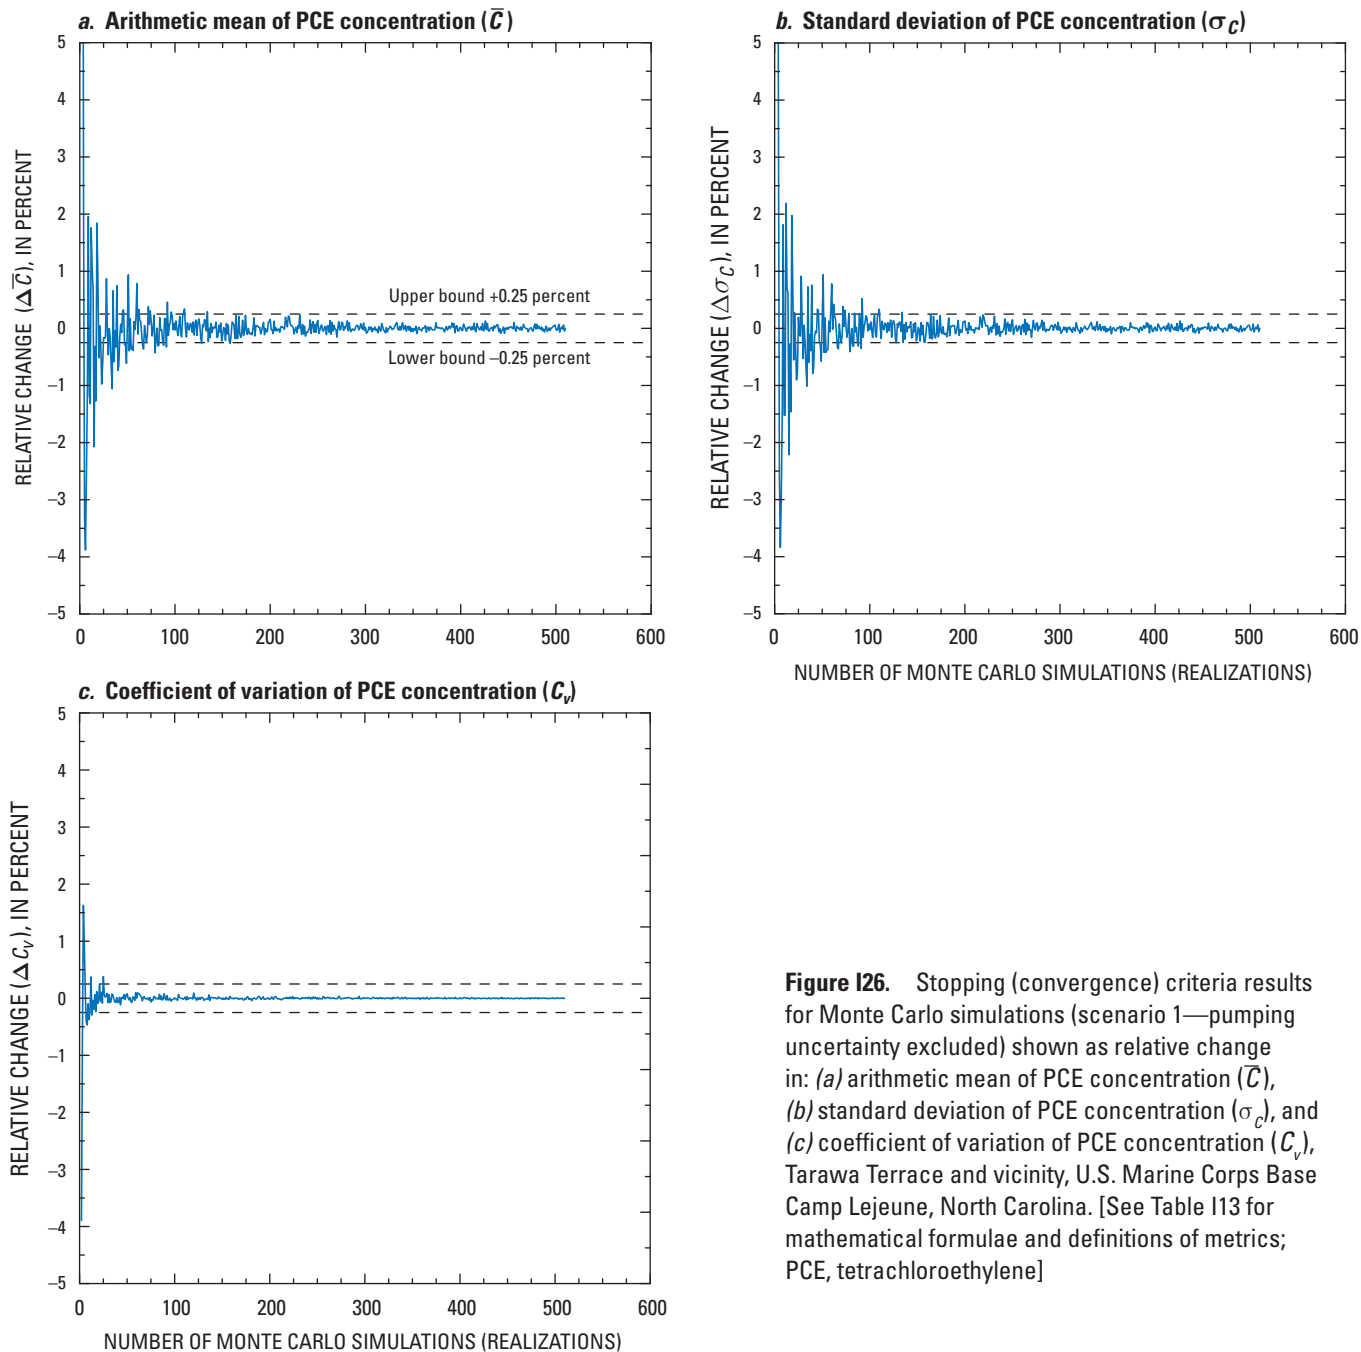 a. Arithmetic mean of PCE concentration (C̅)
5
4
3
2
1
0
–1
–2
–3
–4
–5
RELATIVE CHANGE (ΔC̅), IN PERCENT
Upper bound +0.25 percent
Lower bound –0.25 percent
0 100 200 300 400 500 600
b. Standard deviation of PCE concentration (σC)
5
4
3
2
1
0
–1
–2
–3
–4
–5
RELATIVE CHANGE (ΔσC), IN PERCENT
0 100 200 300 400 500 600
NUMBER OF MONTE CARLO SIMULATIONS (REALIZATIONS)
c. Coefficient of variation of PCE concentration (Cv)
5
4
3
2
1
0
–1
–2
–3
–4
–5
RELATIVE CHANGE (ΔCv), IN PERCENT
0 100 200 300 400 500 600
NUMBER OF MONTE CARLO SIMULATIONS (REALIZATIONS)
Figure I26. Stopping (convergence) criteria results
for Monte Carlo simulations (scenario 1—pumping
uncertainty excluded) shown as relative change
in: (a) arithmetic mean of PCE concentration (C̅),
(b) standard deviation of PCE concentration (σC), and
(c) coefficient of variation of PCE concentration (Cv),
Tarawa Terrace and vicinity, U.S. Marine Corps Base
Camp Lejeune, North Carolina. [See Table I13 for
mathematical formulae and definitions of metrics;
PCE, tetrachloroethylene]